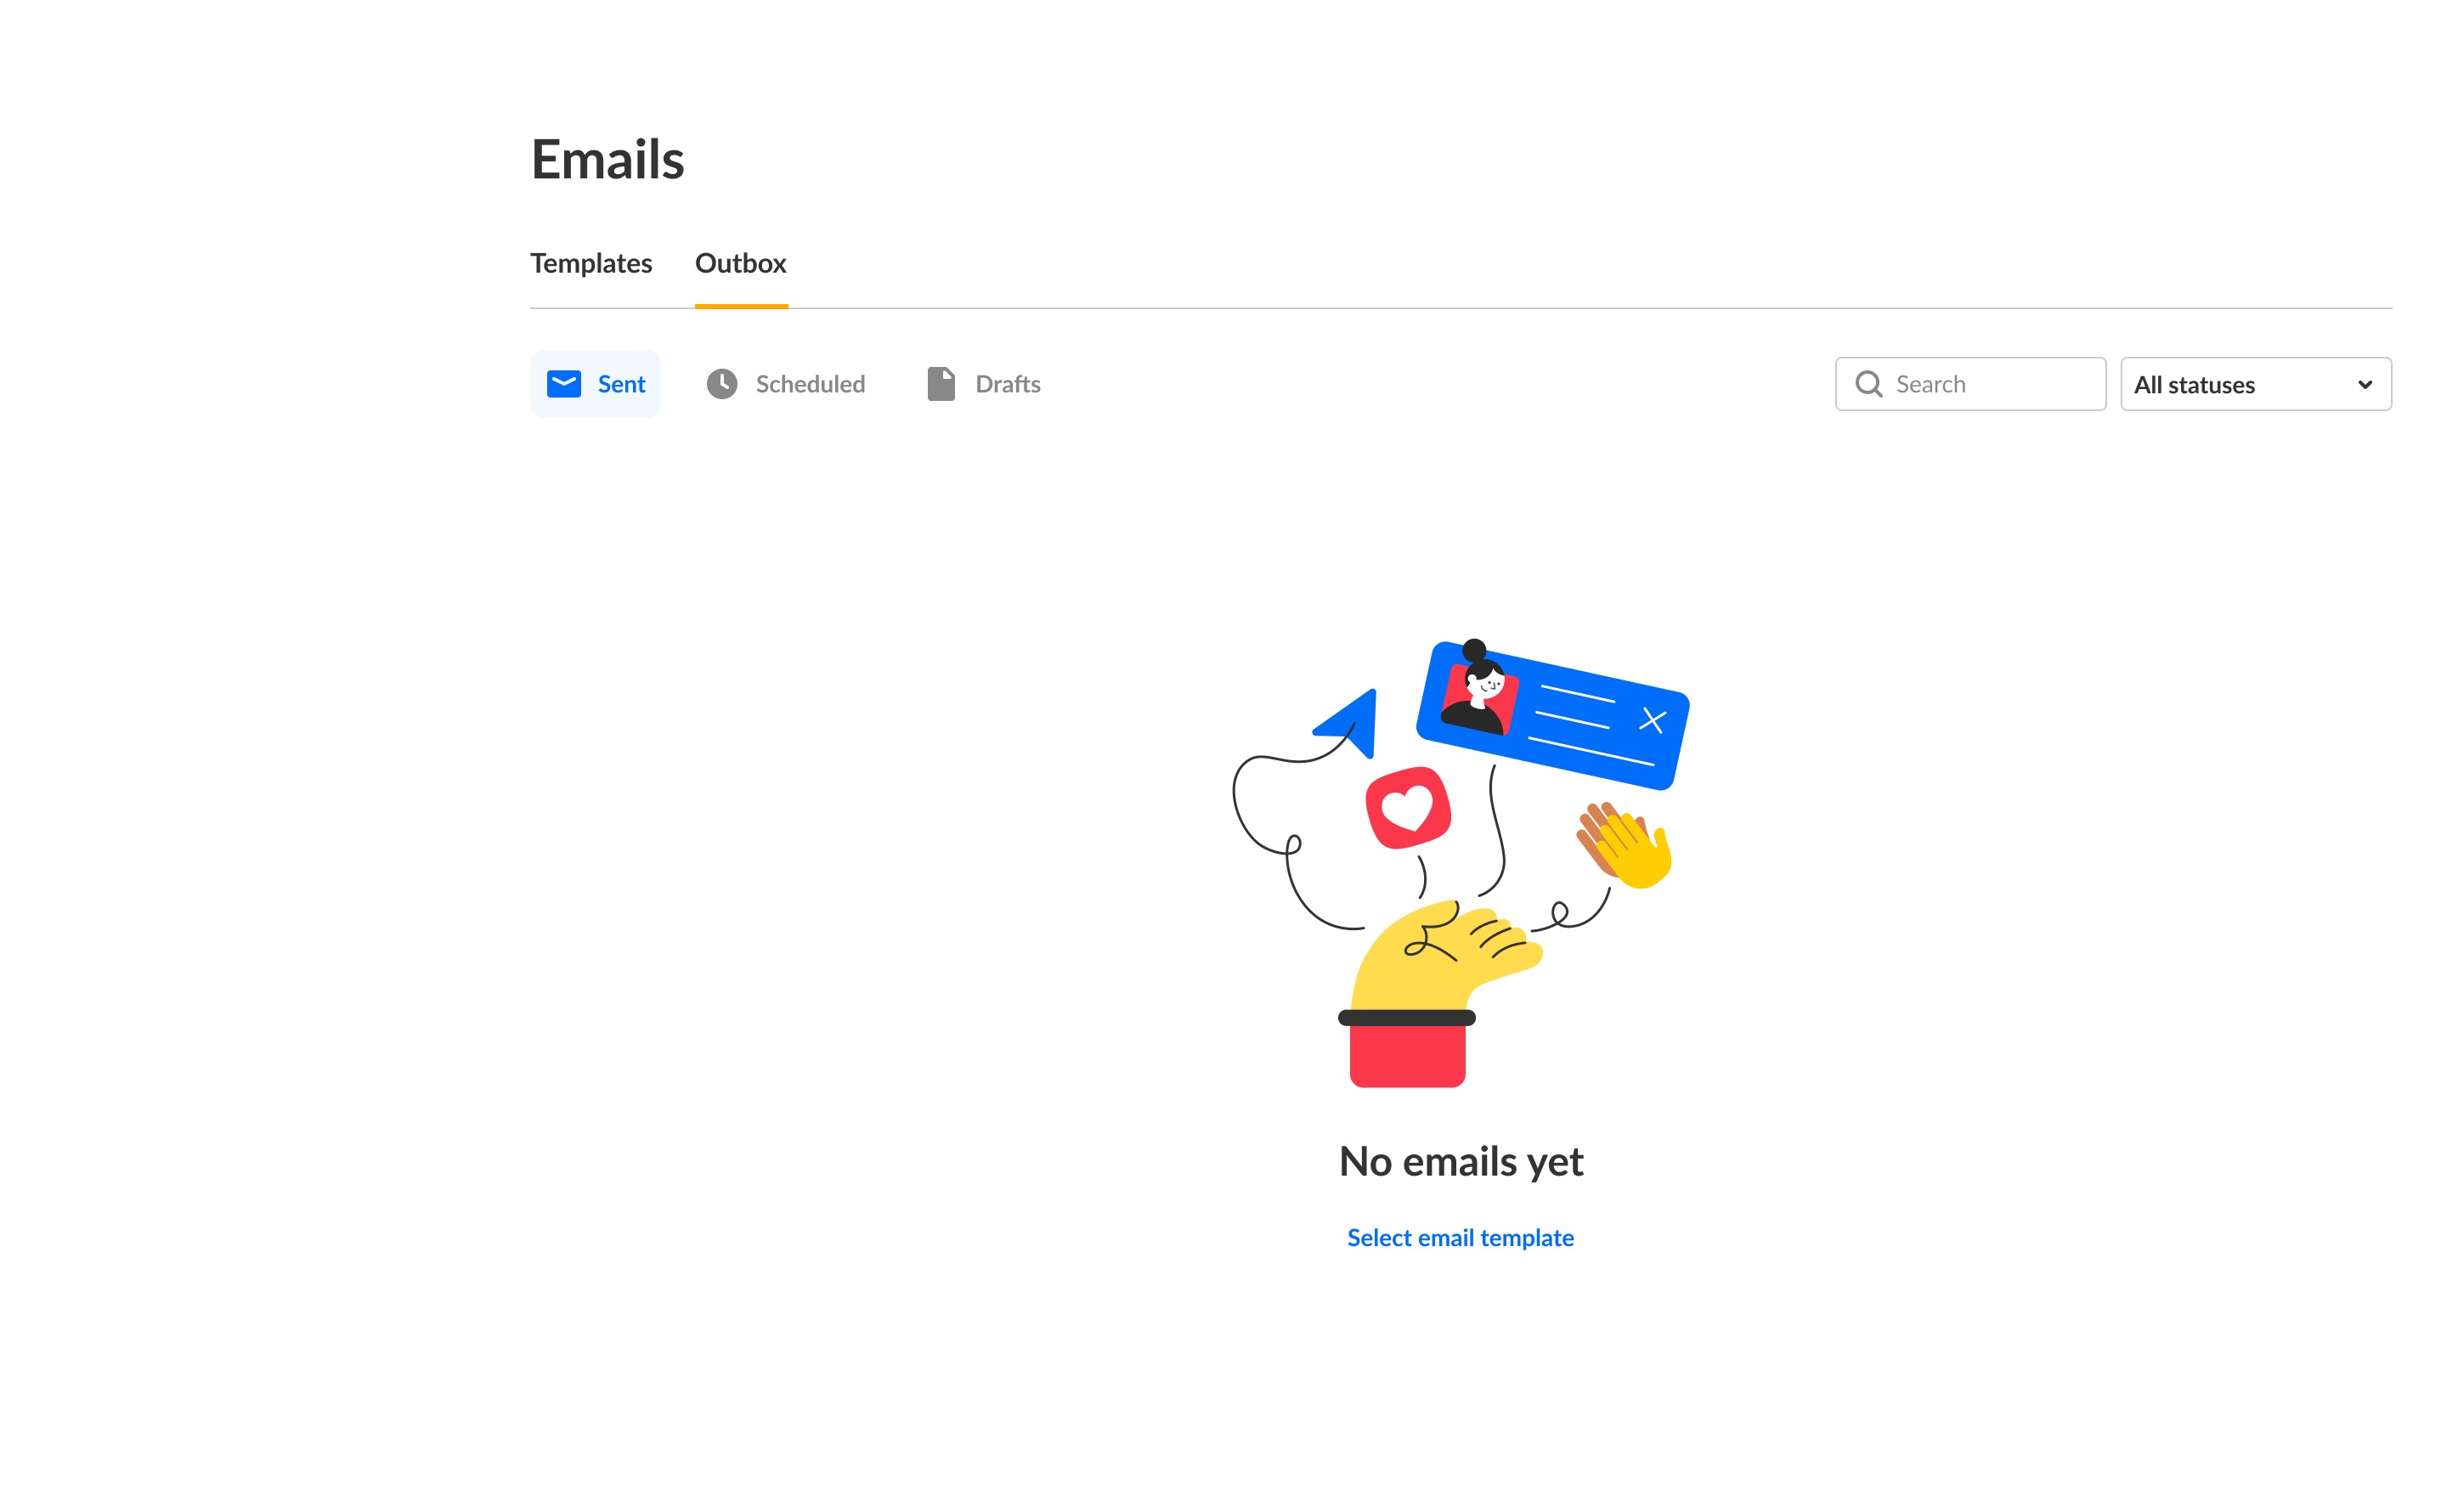 Emails
Templates Outbox
Sent Scheduled Drafts Search All statuses
No emails yet
Select email template